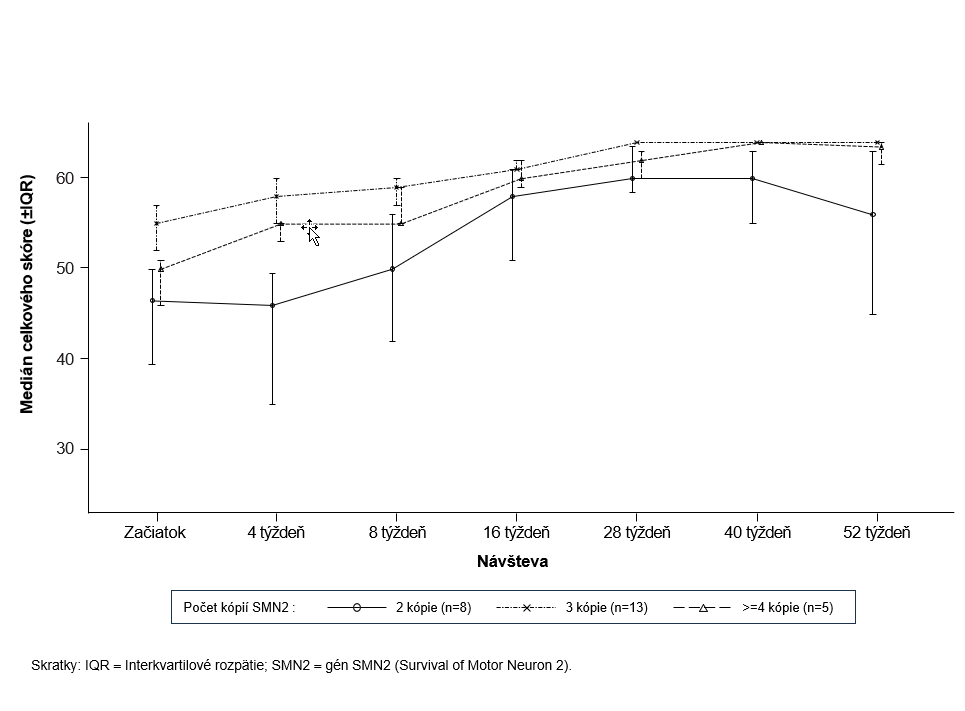 Medián celkového skóre (±IQR)
60
50
40
30
Začiatok 4 týždeň 8 týždeň 16 týždeň 28 týždeň 40 týždeň 52 týždeň
Návšteva
Počet kópií SMN2 : 2 kópie (n=8) 3 kópie (n=13) >=4 kópie (n=5)
Skratky: IQR = Interkvartilové rozpätie; SMN2 = gén SMN2 (Survival of Motor Neuron 2).